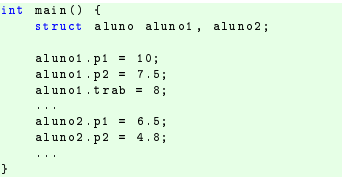 int main() {
    struct aluno aluno1, aluno2;

    aluno1.p1 = 10;
    aluno1.p2 = 7.5;
    aluno1.trab = 8;
    ...
    aluno2.p1 = 6.5;
    aluno2.p2 = 4.8;
    ...
}